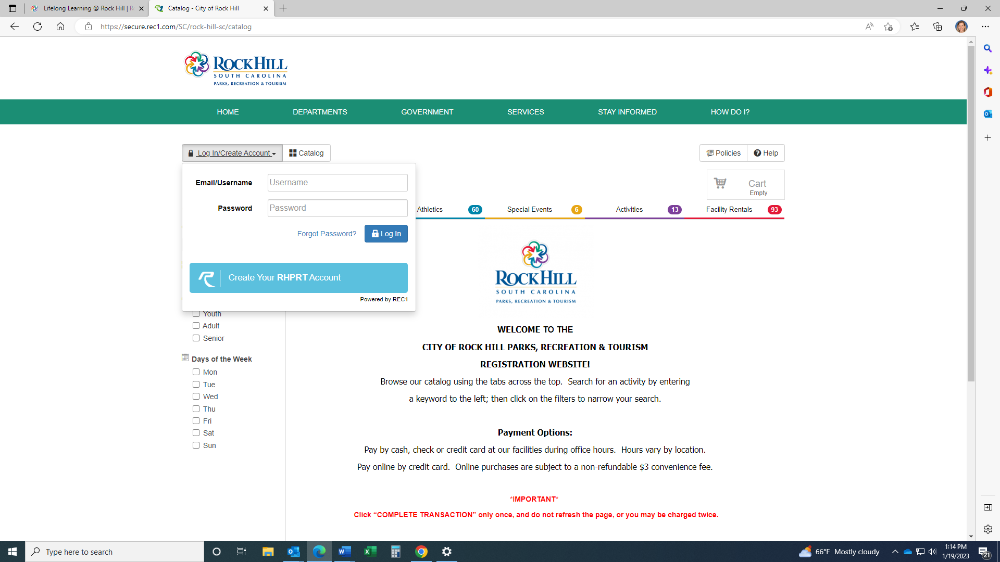 Lifelong Learning @ Rock Hill | R
Catalog - City of Rock Hill
https://secure.rec1.com/SC/rock-hill-sc/catalog
ROCKHILL
SOUTH CAROLINA
PARKS, RECREATION & TOURISM
HOME DEPARTMENTS GOVERNMENT SERVICES STAY INFORMED HOW DO I?
Log In/Create Account Catalog Policies Help
Email/Username Username
Cart
Empty
Password Password
Athletics 60 Special Events 6 Activities 13 Facility Rentals 93
Forgot Password? Log In
Create Your RHPRT Account
Powered by REC1
ROCKHILL
SOUTH CAROLINA
PARKS, RECREATION & TOURISM
Youth
Adult
Senior
Days of the Week
Mon
Tue
Wed
Thu
Fri
Sat
Sun
WELCOME TO THE
CITY OF ROCK HILL PARKS, RECREATION & TOURISM
REGISTRATION WEBSITE!
Browse our catalog using the tabs across the top. Search for an activity by entering
a keyword to the left; then click on the filters to narrow your search.
Payment Options:
Pay by cash, check or credit card at our facilities during office hours. Hours vary by location.
Pay online by credit card. Online purchases are subject to a non-refundable $3 convenience fee.
*IMPORTANT*
Click “COMPLETE TRANSACTION” only once, and do not refresh the page, or you may be charged twice.
Type here to search
66°F Mostly cloudy
1:14 PM
1/19/2023
21